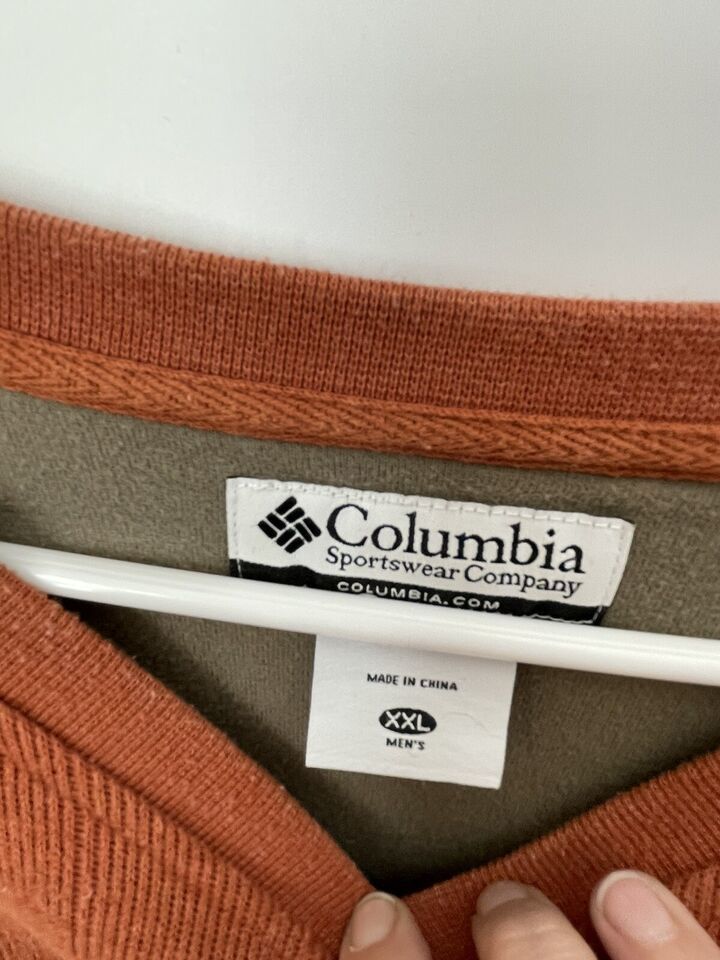 Columbia
Sportswear Company
COLUMBIA.COM
MADE IN CHINA
XXL
MEN'S